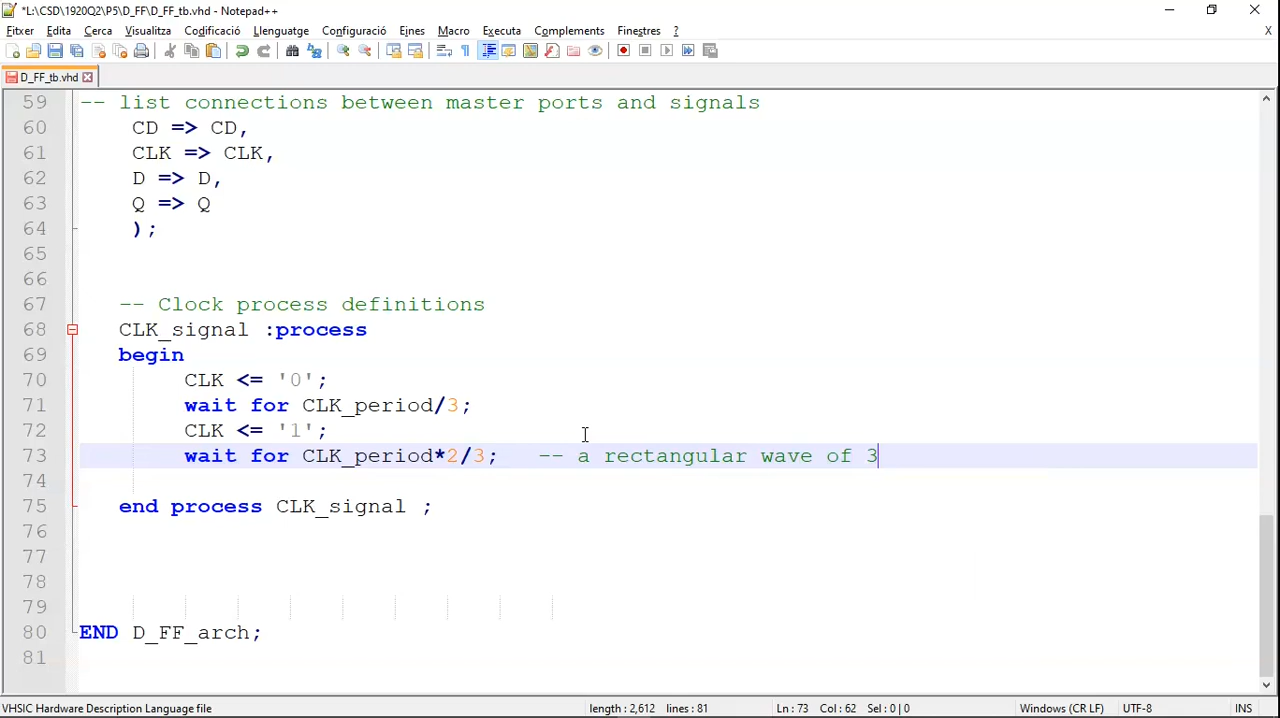 *L:\CSD\1920Q2\P5\D_FF\D_FF_tb.vhd - Notepad++
Fitxer Edita Cerca Visualitza Codificació Llenguatge Configuració Eines Macro Executa Complements Finestres ? X
D_FF_tb.vhd
59 -- list connections between master ports and signals
60 CD => CD,
61 CLK => CLK,
62 D => D,
63 Q => Q
64 );
65
66
67 -- Clock process definitions
68 CLK_signal :process
69 begin
70 CLK <= '0';
71 wait for CLK_period/3;
72 CLK <= '1';
73 wait for CLK_period*2/3; -- a rectangular wave of 3
74
75 end process CLK_signal ;
76
77
78
79
80 END D_FF_arch;
81
VHSIC Hardware Description Language file length : 2,612 lines : 81 Ln : 73 Col : 62 Sel : 0 | 0 Windows (CR LF) UTF-8 INS